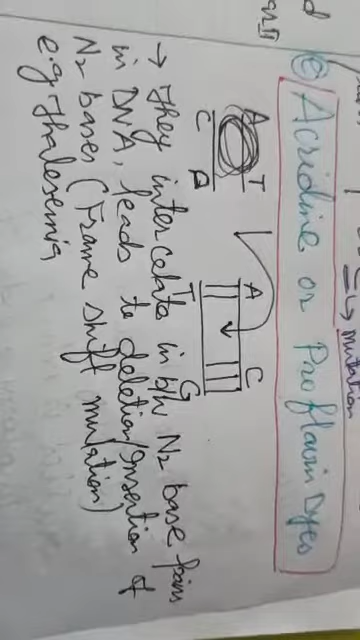 → Mutation
© Acridine or Proflavin Dyes
A T A C
C A T G
→ They intercalate in b/w N₂ base pairs
in DNA, leads to deletion/Insertion of
N₂ bases (Frame shift mutation)
e.g. Thalesemia